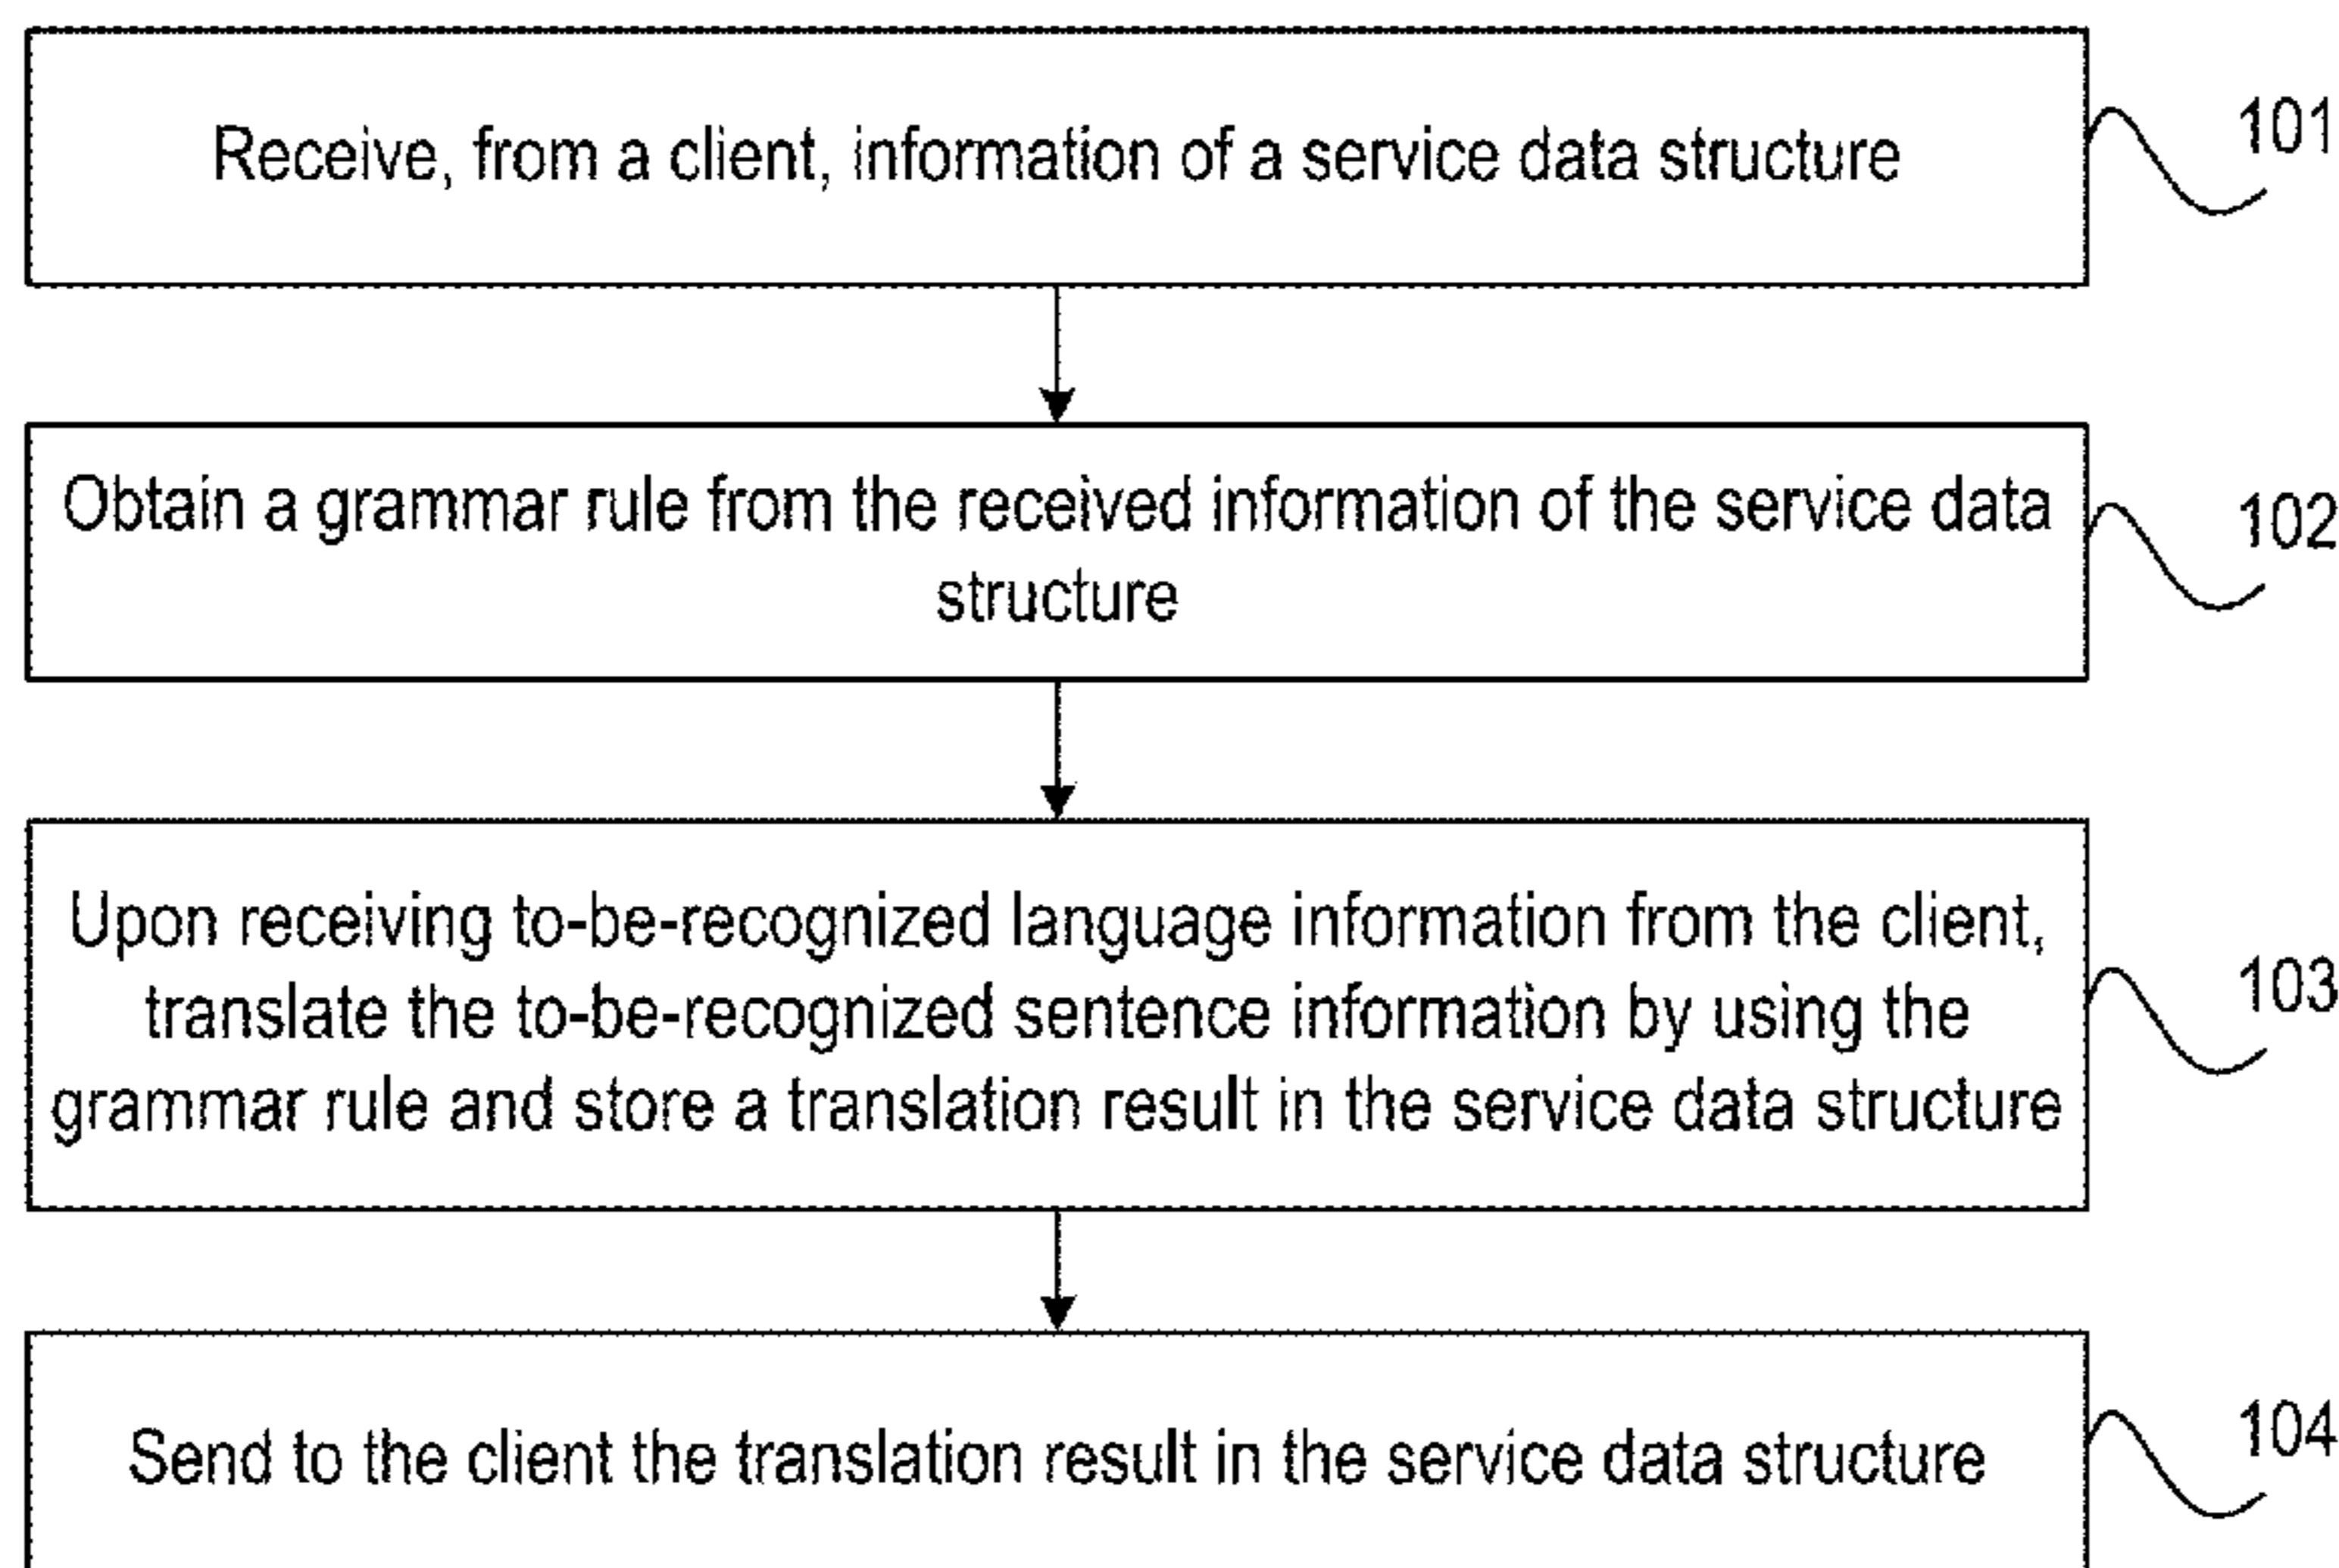 Receive, from a client, information of a service data structure
101
Obtain a grammar rule from the received information of the service data
structure
102
Upon receiving to-be-recognized language information from the client,
translate the to-be-recognized sentence information by using the
grammar rule and store a translation result in the service data structure
103
Send to the client the translation result in the service data structure
104